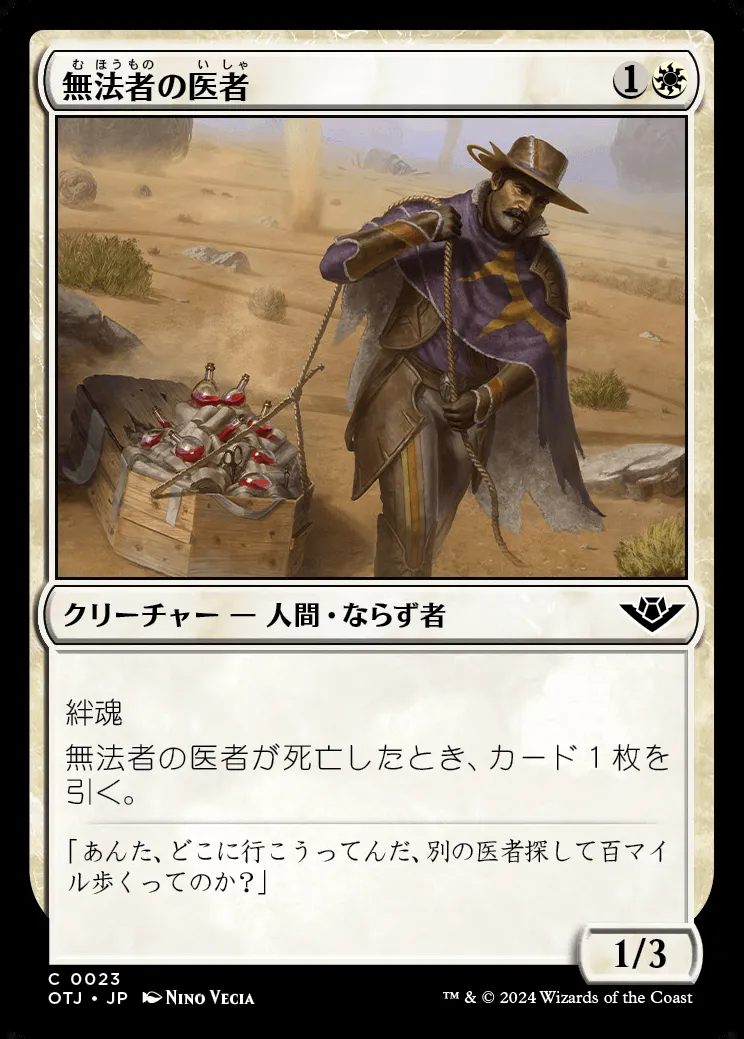 む ほう もの い しゃ
無法者の医者 1
クリーチャー — 人間・ならず者
絆魂
無法者の医者が死亡したとき、カード1枚を
引く。
「あんた、どこに行こうってんだ、別の医者探して百マイ
ル歩くってのか?」
1/3
C 0023
OTJ • JP NINO VECIA
™ & © 2024 Wizards of the Coast